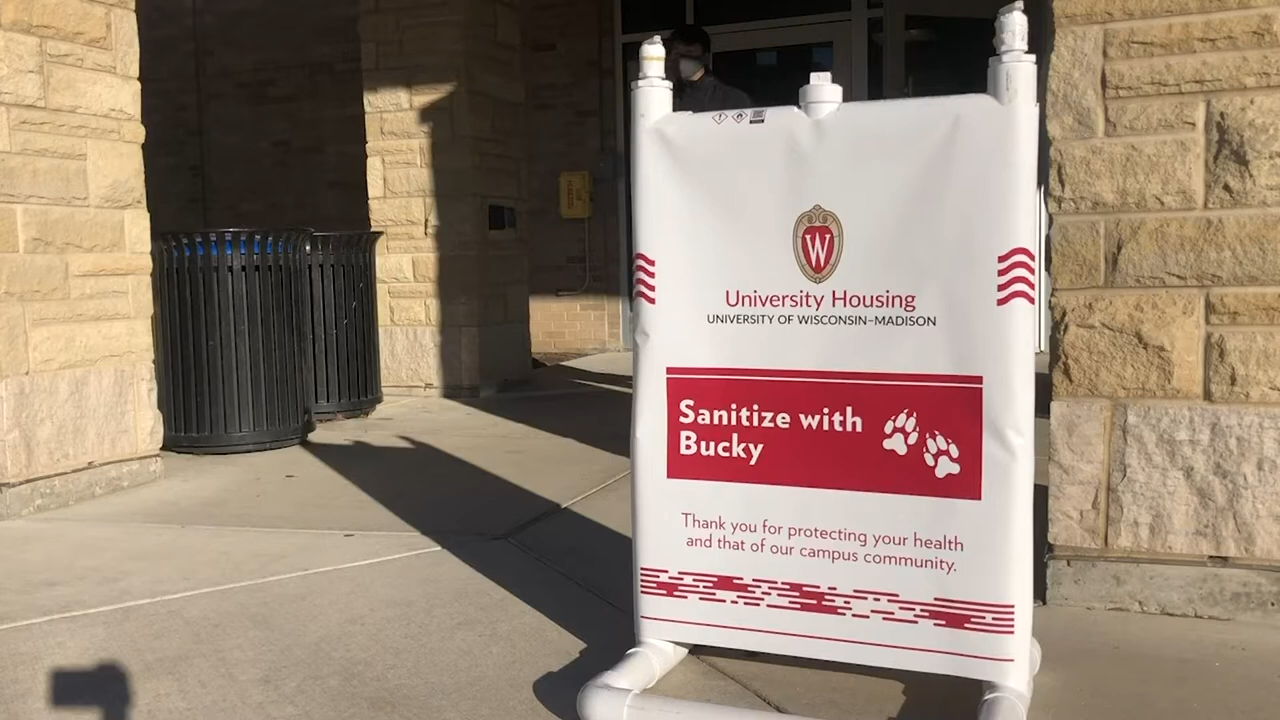 W
University Housing
UNIVERSITY OF WISCONSIN–MADISON
Sanitize with
Bucky
Thank you for protecting your health
and that of our campus community.